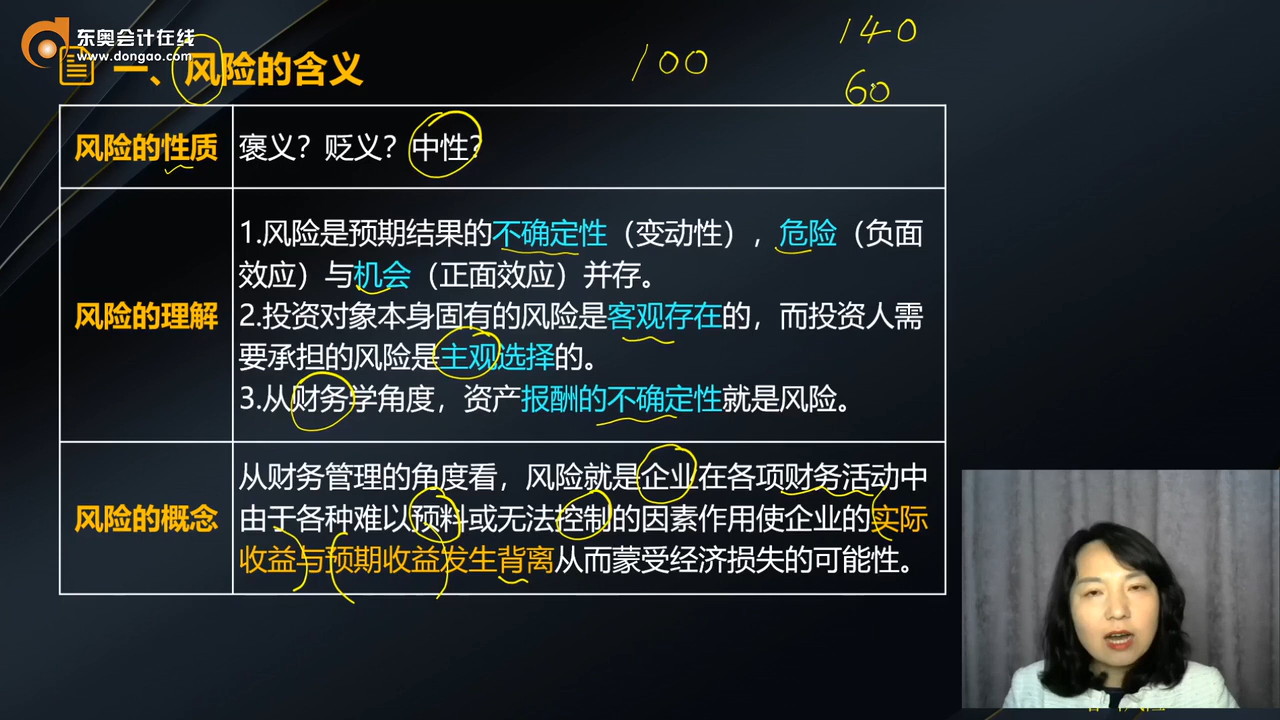 东奥会计在线
www.dongao.com
一、风险的含义
100
140
60
风险的性质
褒义？贬义？中性？
风险的理解
1.风险是预期结果的不确定性（变动性），危险（负面
效应）与机会（正面效应）并存。
2.投资对象本身固有的风险是客观存在的，而投资人需
要承担的风险是主观选择的。
3.从财务学角度，资产报酬的不确定性就是风险。
风险的概念
从财务管理的角度看，风险就是企业在各项财务活动中
由于各种难以预料或无法控制的因素作用使企业的实际
收益与预期收益发生背离从而蒙受经济损失的可能性。